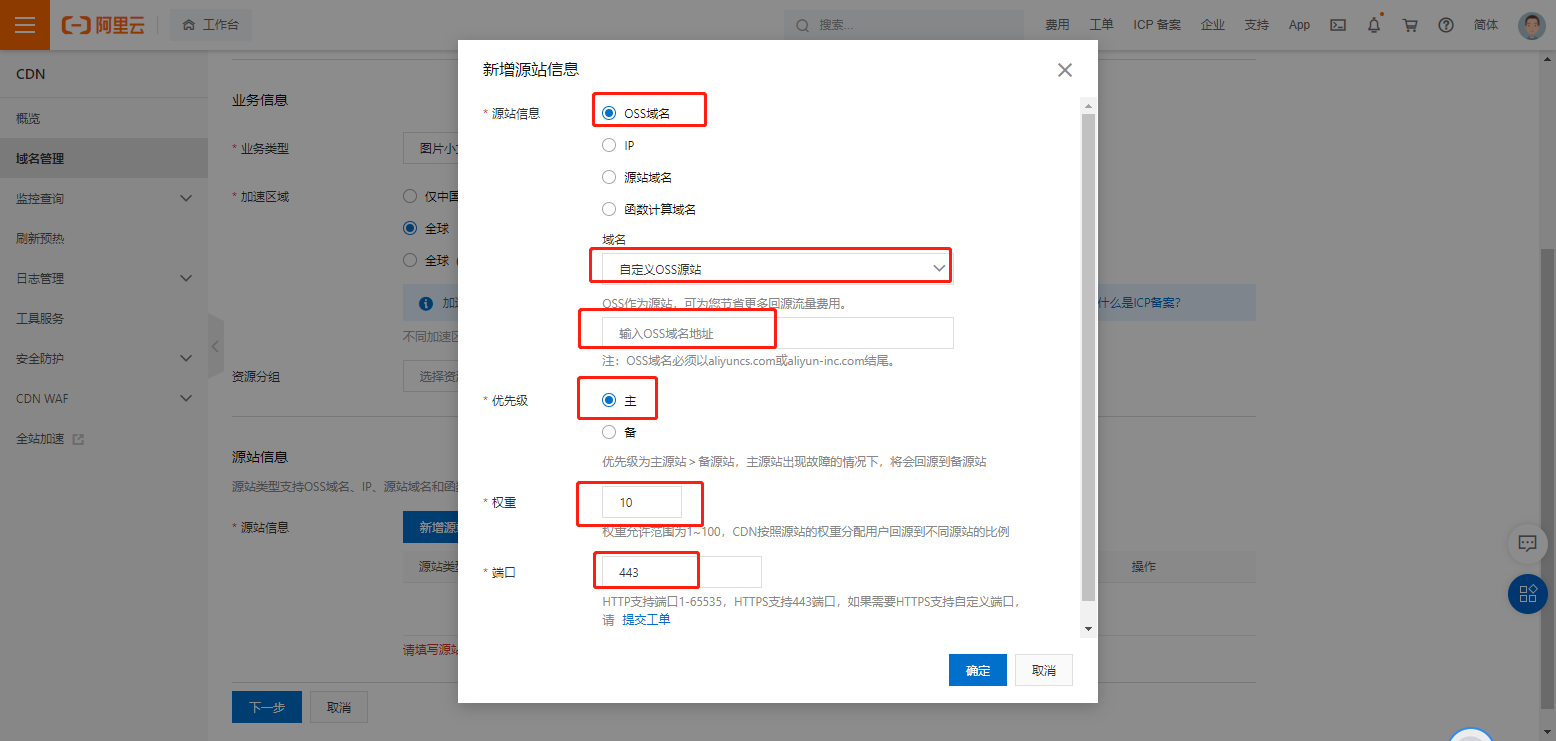 阿里云
工作台
搜索...
费用
工单
ICP 备案
企业
支持
App
简体
CDN
概览
域名管理
监控查询
刷新预热
日志管理
工具服务
安全防护
CDN WAF
全站加速
业务信息
* 业务类型
图片小
* 加速区域
仅中国
全球
全球
加
什么是ICP备案?
不同加速区
资源分组
选择资
源站信息
源站类型支持OSS域名、IP、源站域名和函
* 源站信息
新增源
源站类
操作
请填写源站
下一步
取消
新增源站信息
* 源站信息
OSS域名
IP
源站域名
函数计算域名
域名
自定义OSS源站
OSS作为源站，可为您节省更多回源流量费用。
输入OSS域名地址
注：OSS域名必须以aliyuncs.com或aliyun-inc.com结尾。
* 优先级
主
备
优先级为主源站 > 备源站，主源站出现故障的情况下，将会回源到备源站
* 权重
10
权重允许范围为1~100，CDN按照源站的权重分配用户回源到不同源站的比例
* 端口
443
HTTP支持端口1-65535，HTTPS支持443端口，如果需要HTTPS支持自定义端口，
请 提交工单
确定
取消